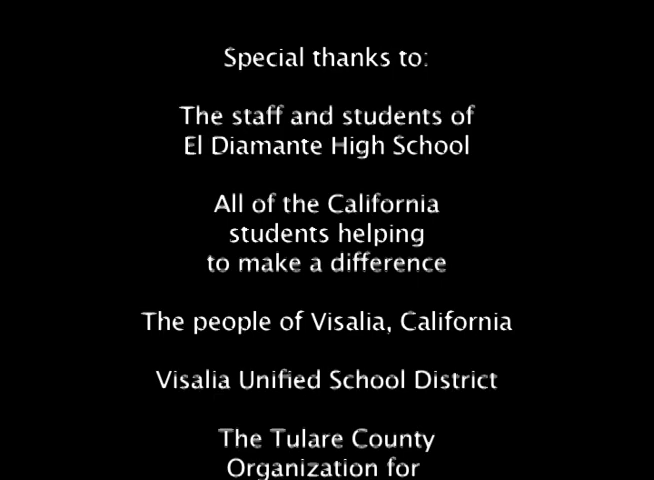 Special thanks to:
The staff and students of
El Diamante High School
All of the California
students helping
to make a difference
The people of Visalia, California
Visalia Unified School District
The Tulare County
Organization for